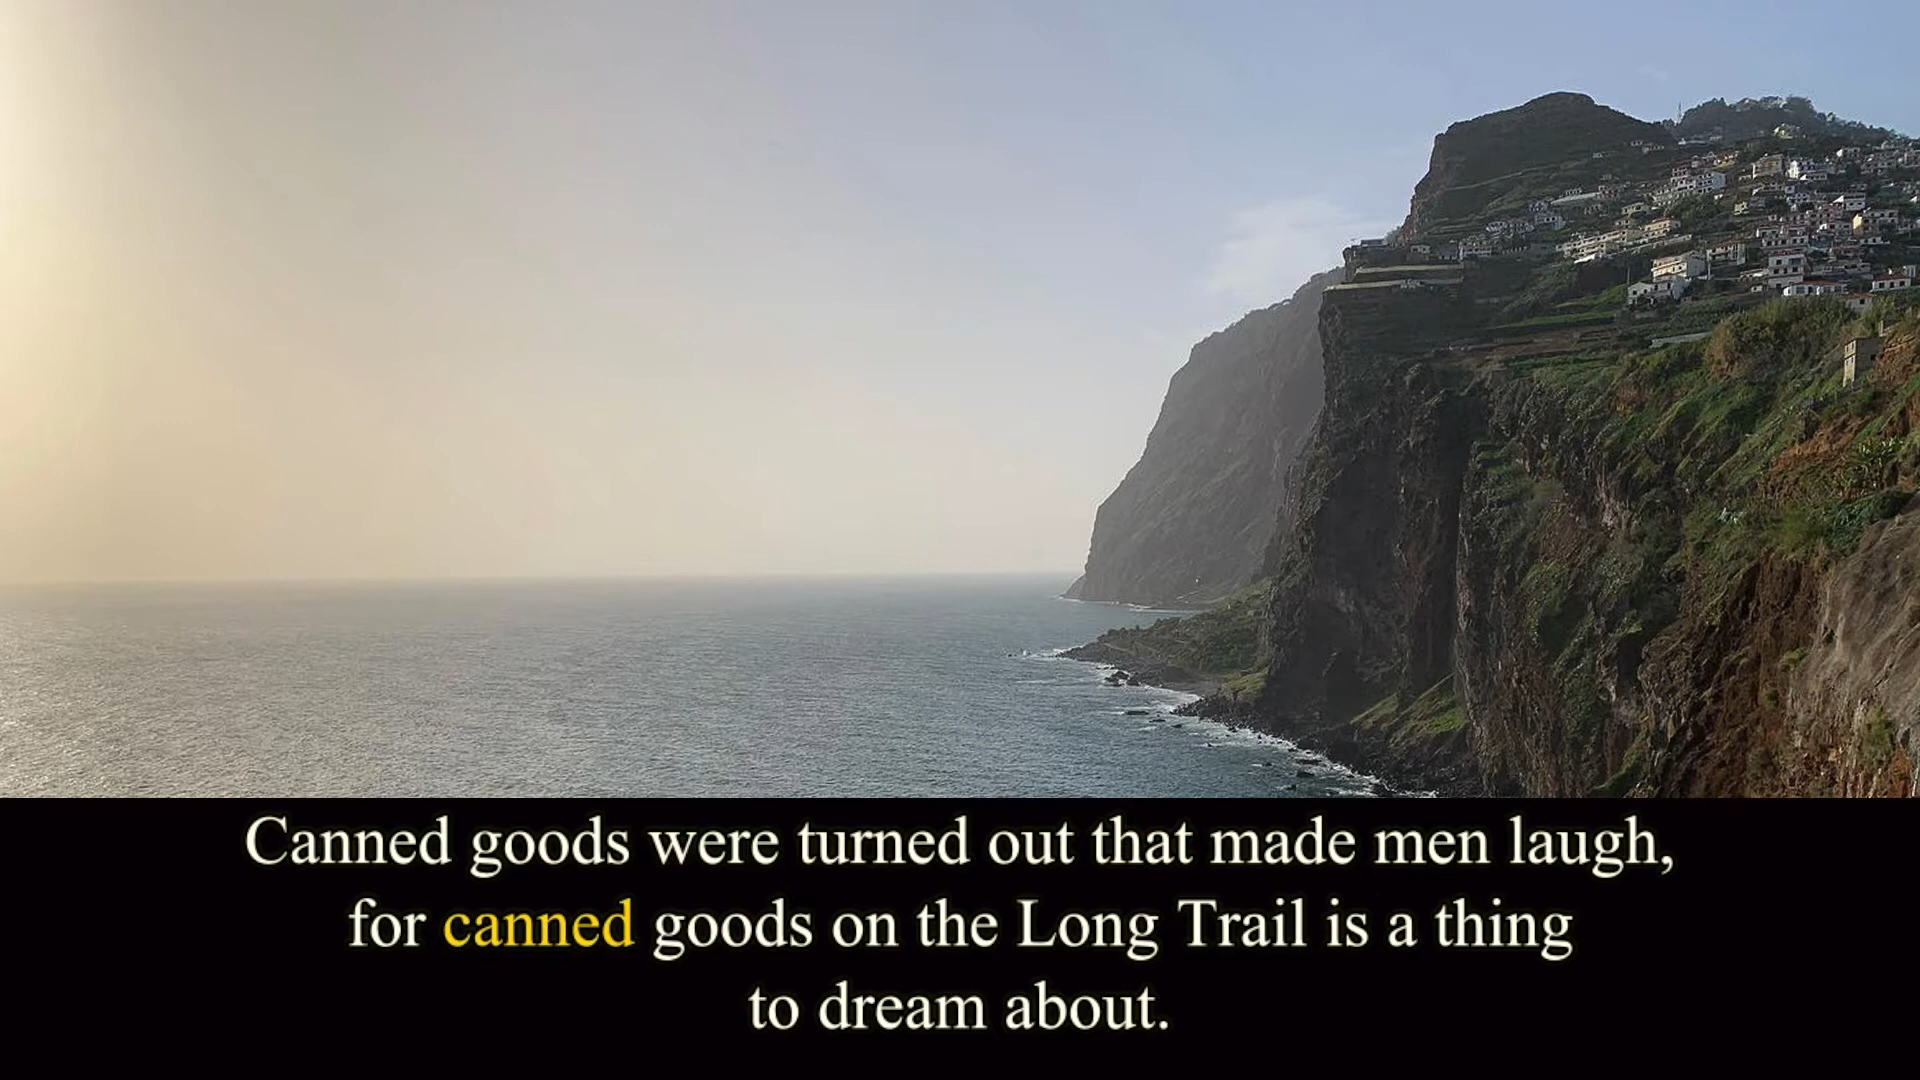 Canned goods were turned out that made men laugh,
for canned goods on the Long Trail is a thing
to dream about.